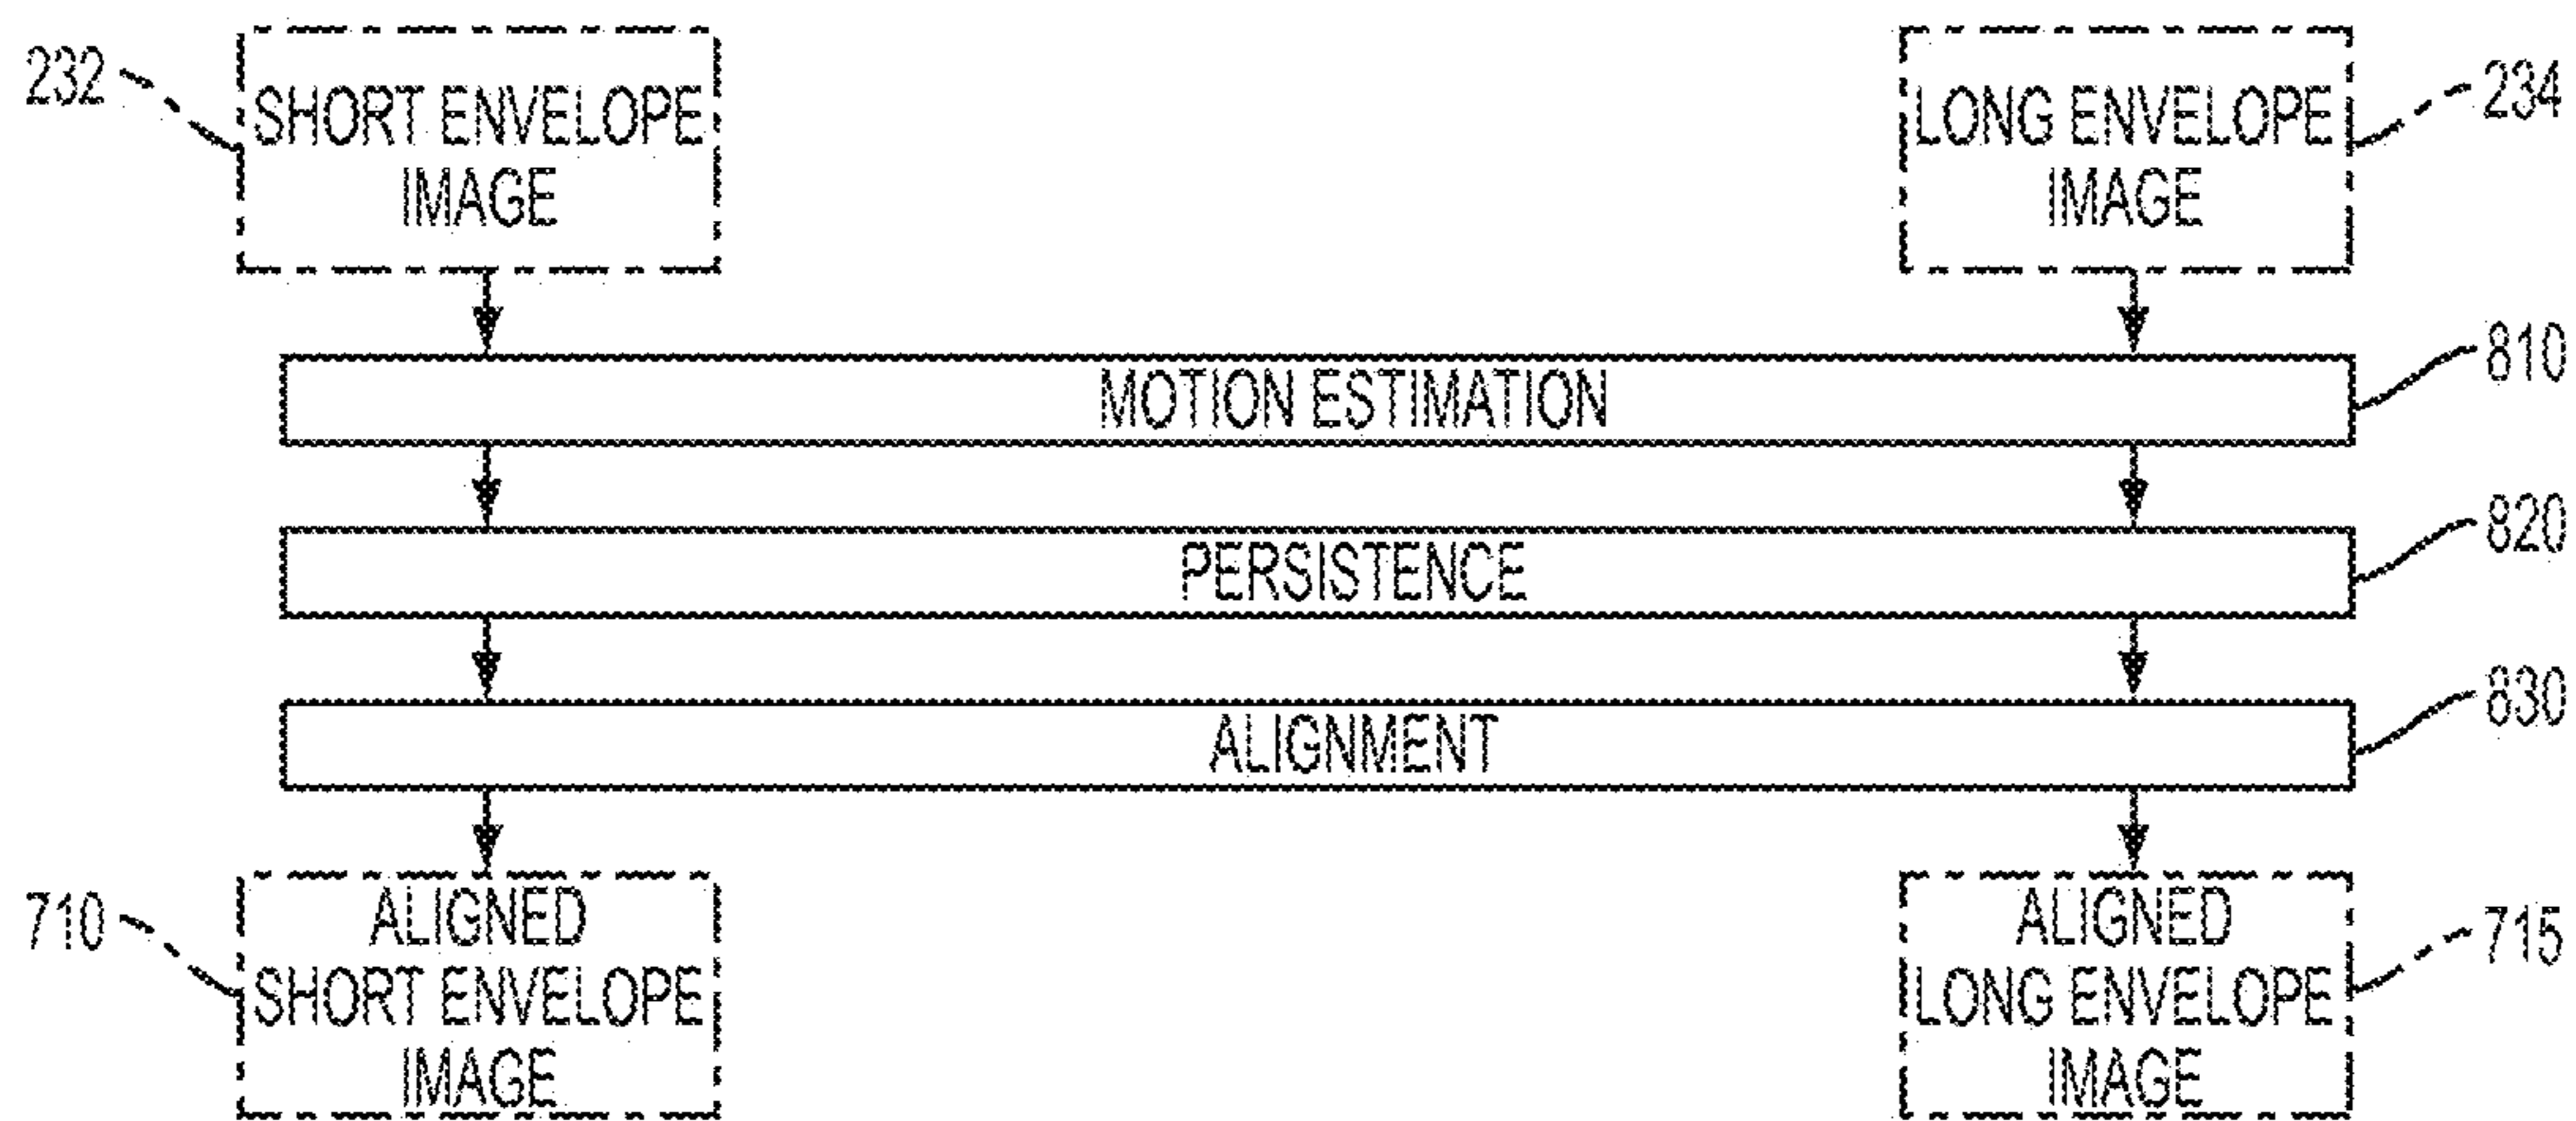 232
SHORT ENVELOPE
IMAGE
LONG ENVELOPE
IMAGE
234
MOTION ESTIMATION
810
PERSISTENCE
820
ALIGNMENT
830
710
ALIGNED
SHORT ENVELOPE
IMAGE
ALIGNED
LONG ENVELOPE
IMAGE
715